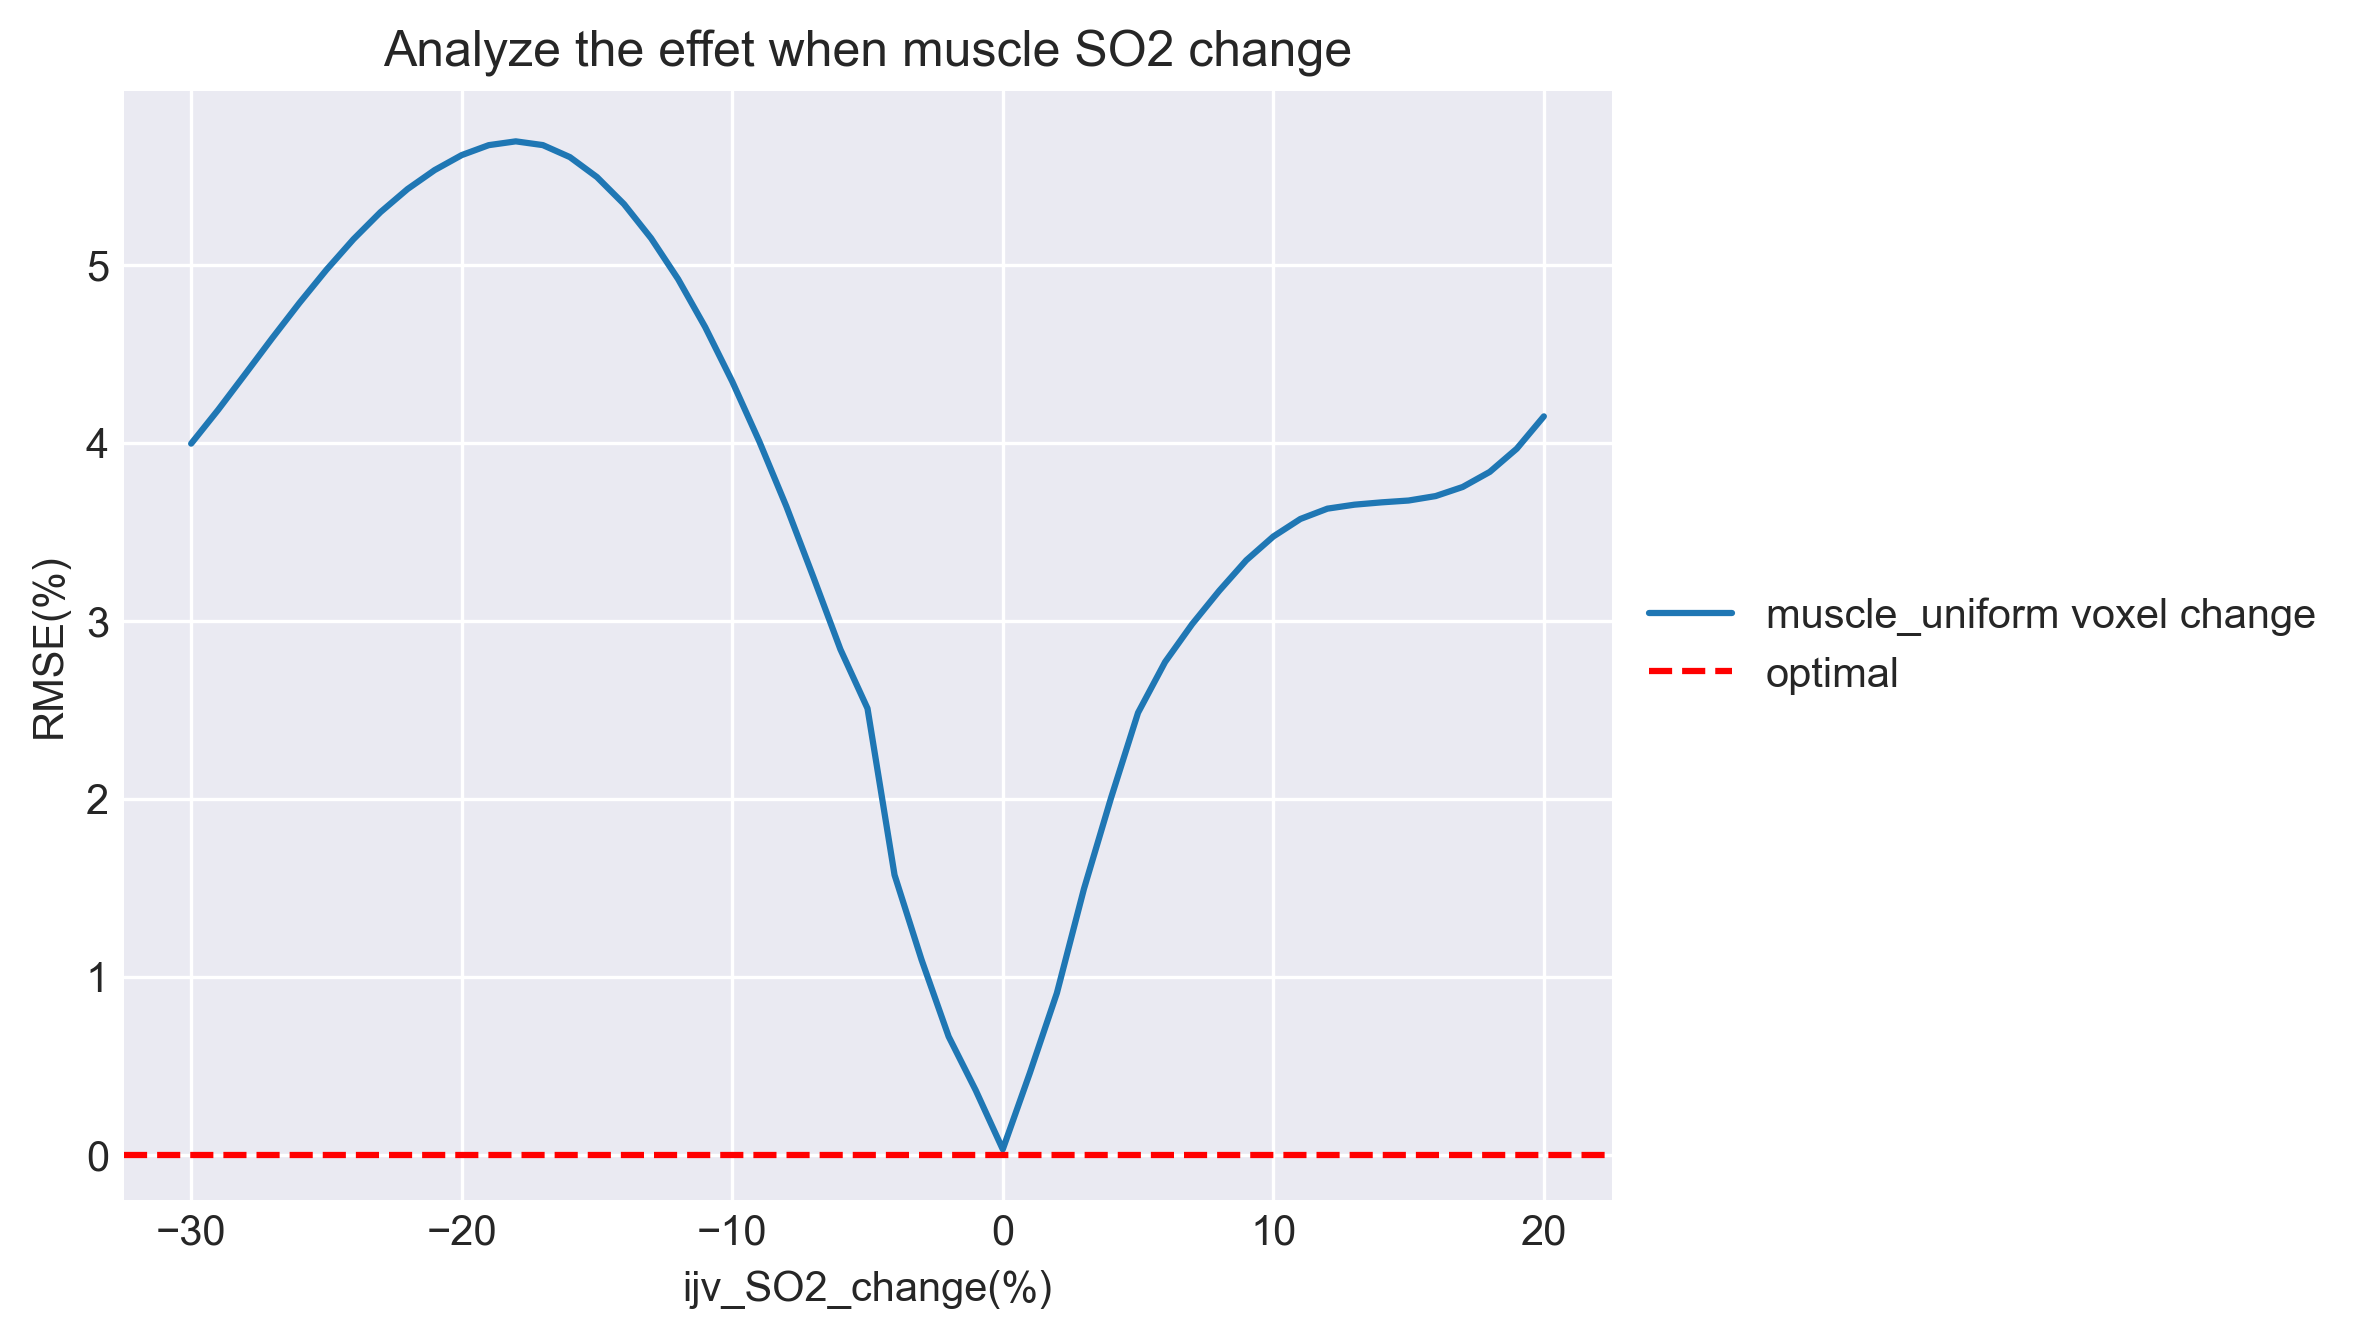 Analyze the effet when muscle SO2 change
RMSE(%)
5
4
3
2
1
0
−30 −20 −10 0 10 20
ijv_SO2_change(%)
muscle_uniform voxel change
optimal